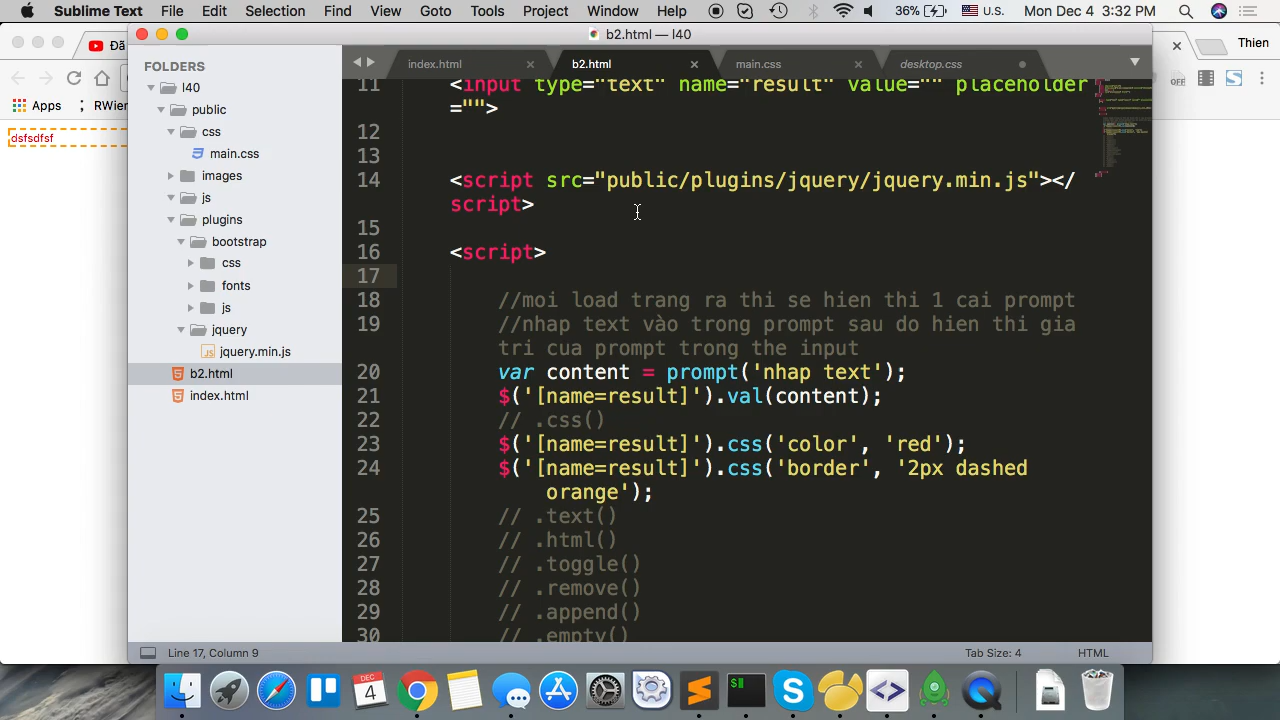 Sublime Text File Edit Selection Find View Goto Tools Project Window Help 36% U.S. Mon Dec 4 3:32 PM
b2.html — l40
Đã
Thien
Apps
RWier
OFF
dsfsdfsf
FOLDERS
l40
public
css
main.css
images
js
plugins
bootstrap
css
fonts
js
jquery
jquery.min.js
b2.html
index.html
index.html b2.html main.css desktop.css
11 <input type="text" name="result" value="" placeholder
="">
12
13
14 <script src="public/plugins/jquery/jquery.min.js"></
script>
15
16 <script>
17
18 //moi load trang ra thi se hien thi 1 cai prompt
19 //nhap text vào trong prompt sau do hien thi gia
tri cua prompt trong the input
20 var content = prompt('nhap text');
21 $('[name=result]').val(content);
22 // .css()
23 $('[name=result]').css('color', 'red');
24 $('[name=result]').css('border', '2px dashed
orange');
25 // .text()
26 // .html()
27 // .toggle()
28 // .remove()
29 // .append()
30 // .empty()
Line 17, Column 9
Tab Size: 4
HTML
DEC
4
$